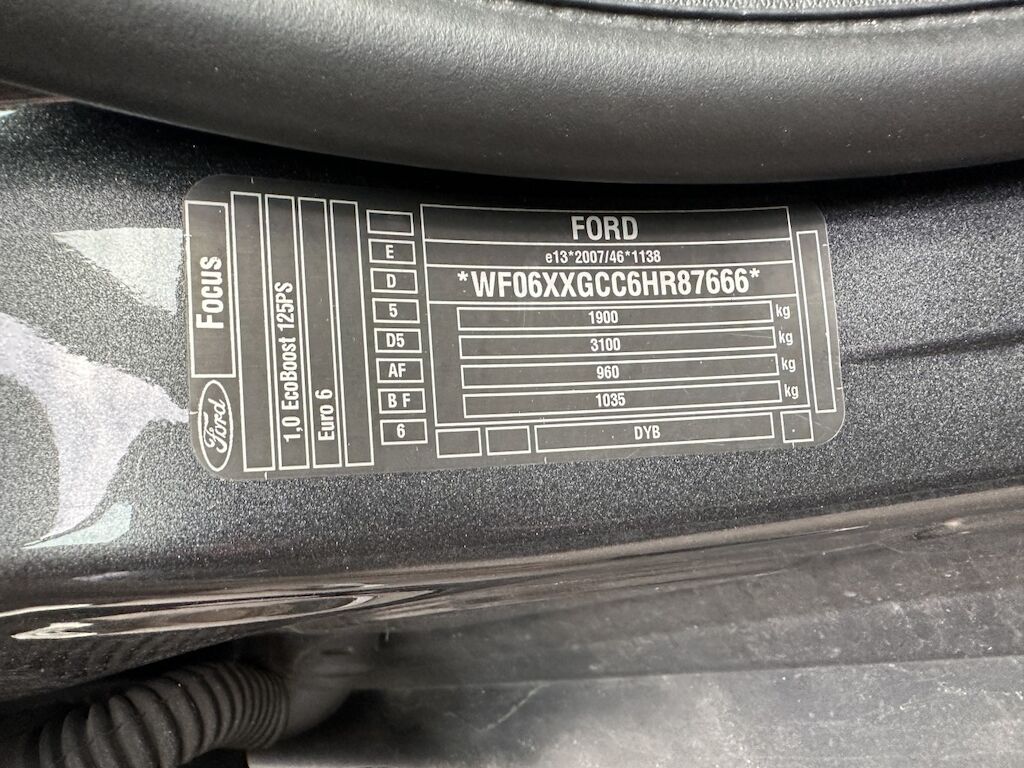 Focus
Ford
1,0 EcoBoost 125PS
Euro 6
E
D
5
D5
AF
B F
6
FORD
e13*2007/46*1138
*WF06XXGCC6HR87666*
1900 kg
3100 kg
960 kg
1035 kg
DYB